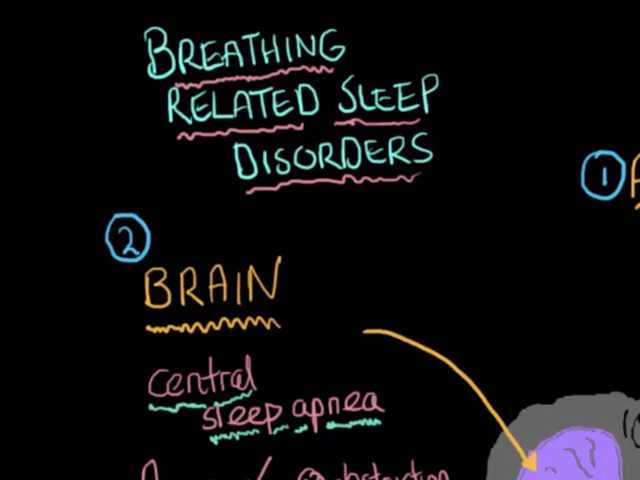 BREATHING
RELATED SLEEP
DISORDERS
1
2
BRAIN
central
sleep apnea